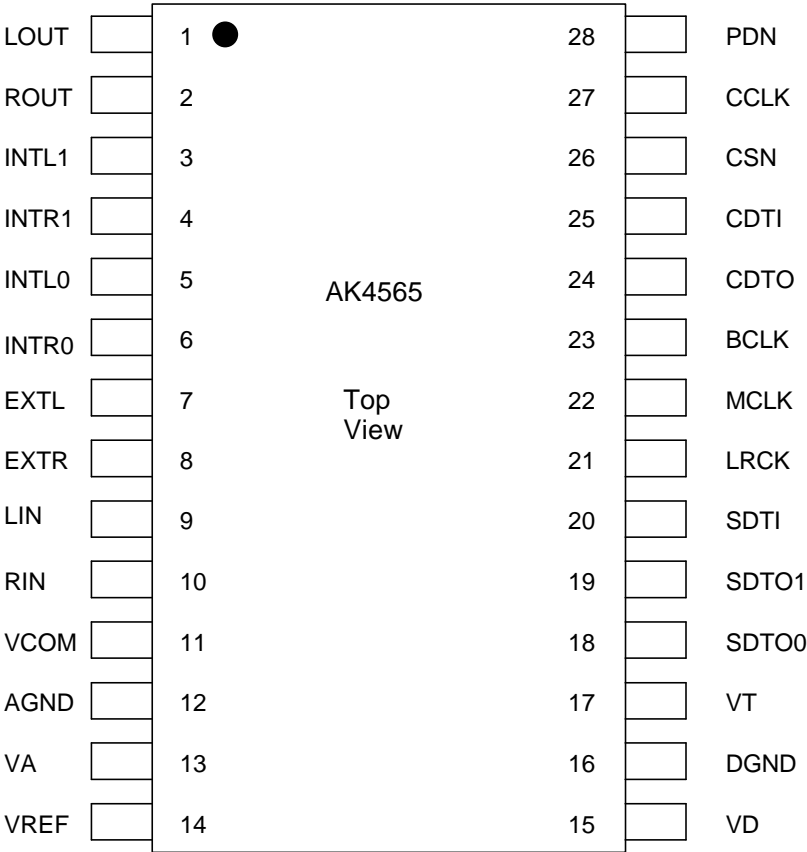 LOUT 1 28 PDN
ROUT 2 27 CCLK
INTL1 3 26 CSN
INTR1 4 25 CDTI
INTL0 5 AK4565 24 CDTO
INTR0 6 23 BCLK
EXTL 7 Top 22 MCLK
View
EXTR 8 21 LRCK
LIN 9 20 SDTI
RIN 10 19 SDTO1
VCOM 11 18 SDTO0
AGND 12 17 VT
VA 13 16 DGND
VREF 14 15 VD